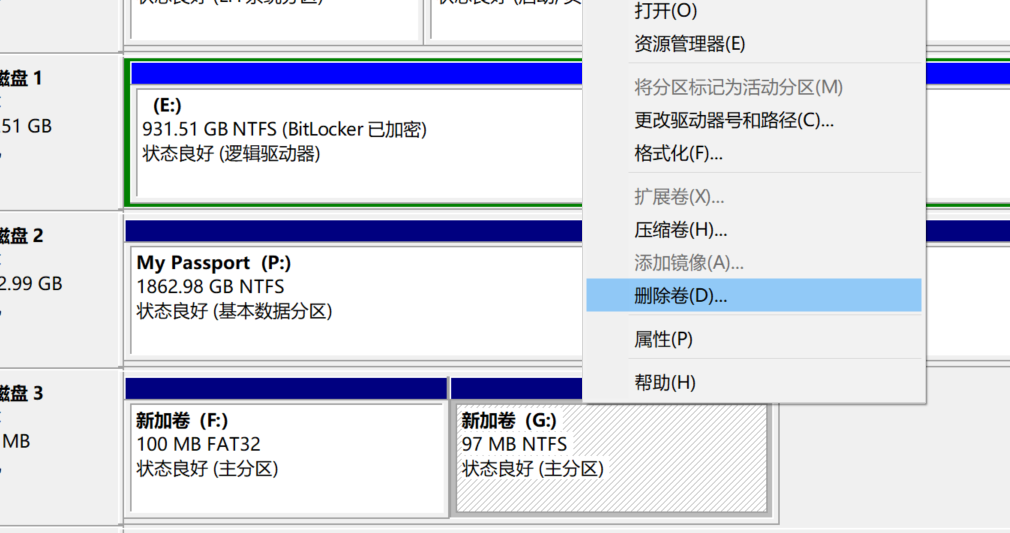 打开(O)
资源管理器(E)
将分区标记为活动分区(M)
更改驱动器号和路径(C)...
格式化(F)...
扩展卷(X)...
压缩卷(H)...
添加镜像(A)...
删除卷(D)...
属性(P)
帮助(H)
磁盘 1
.51 GB
(E:)
931.51 GB NTFS (BitLocker 已加密)
状态良好 (逻辑驱动器)
磁盘 2
2.99 GB
My Passport (P:)
1862.98 GB NTFS
状态良好 (基本数据分区)
磁盘 3
MB
新加卷 (F:)
100 MB FAT32
状态良好 (主分区)
新加卷 (G:)
97 MB NTFS
状态良好 (主分区)